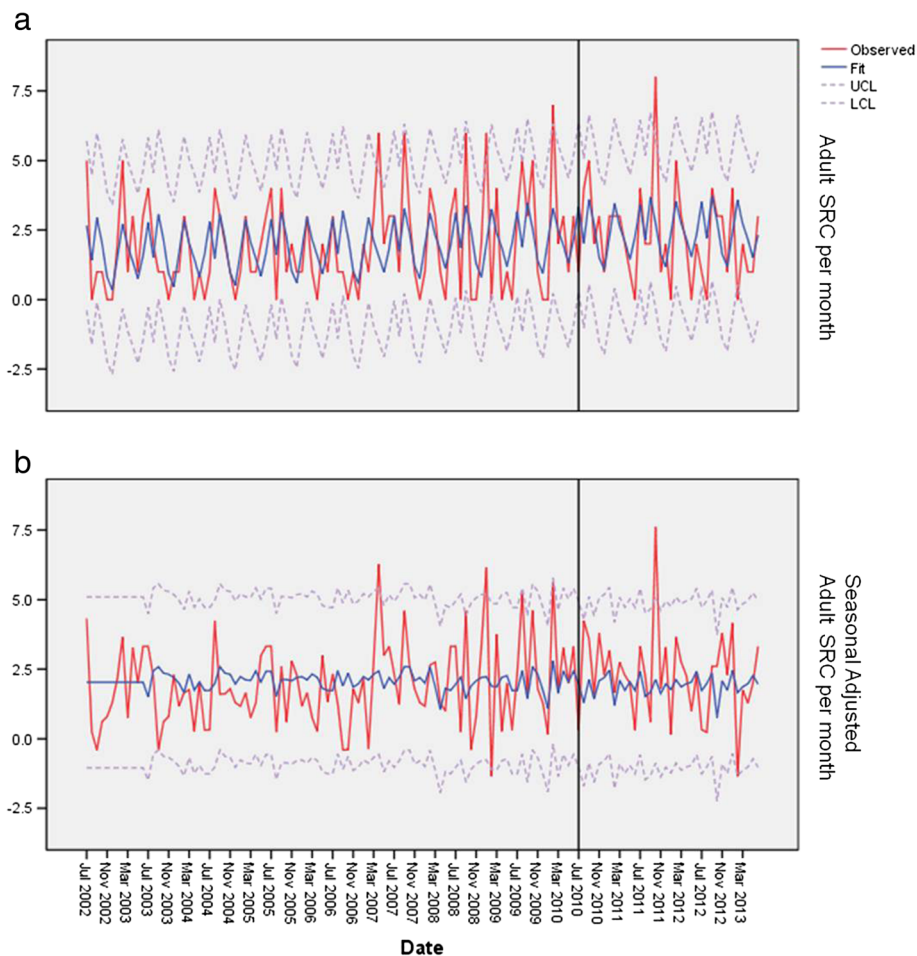 a
7.5
5.0
2.5
0.0
-2.5
Observed
Fit
UCL
LCL
Adult SRC per month
b
7.5
5.0
2.5
0.0
-2.5
Seasonal Adjusted
Adult SRC per month
Jul 2002
Nov 2002
Mar 2003
Jul 2003
Nov 2003
Mar 2004
Jul 2004
Nov 2004
Mar 2005
Jul 2005
Nov 2005
Mar 2006
Jul 2006
Nov 2006
Mar 2007
Jul 2007
Nov 2007
Mar 2008
Jul 2008
Nov 2008
Mar 2009
Jul 2009
Nov 2009
Mar 2010
Jul 2010
Nov 2010
Mar 2011
Jul 2011
Nov 2011
Mar 2012
Jul 2012
Nov 2012
Mar 2013
Date